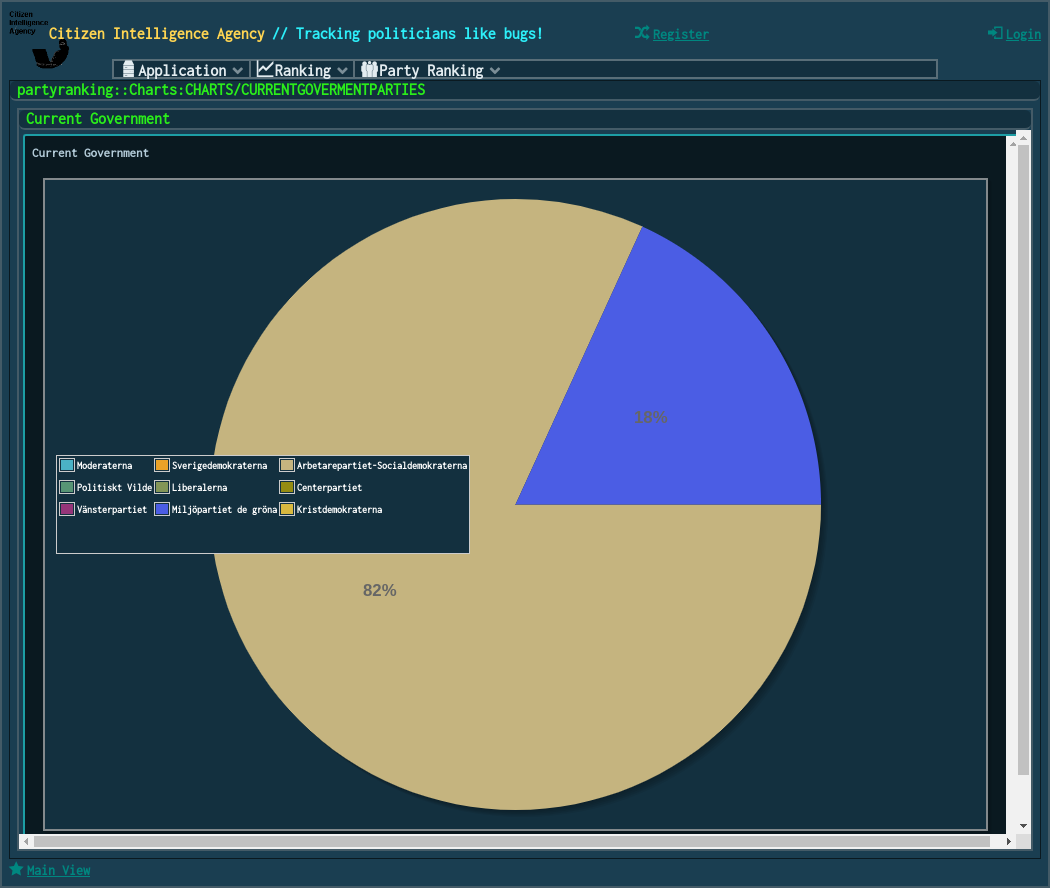 Citizen
Intelligence
Agency
Citizen Intelligence Agency // Tracking politicians like bugs!
Register
Login
Application
Ranking
Party Ranking
partyranking::Charts:CHARTS/CURRENTGOVERMENTPARTIES
Current Government
Current Government
18%
Moderaterna
Sverigedemokraterna
Arbetarepartiet-Socialdemokraterna
Politiskt Vilde
Liberalerna
Centerpartiet
Vänsterpartiet
Miljöpartiet de gröna
Kristdemokraterna
82%
Main View